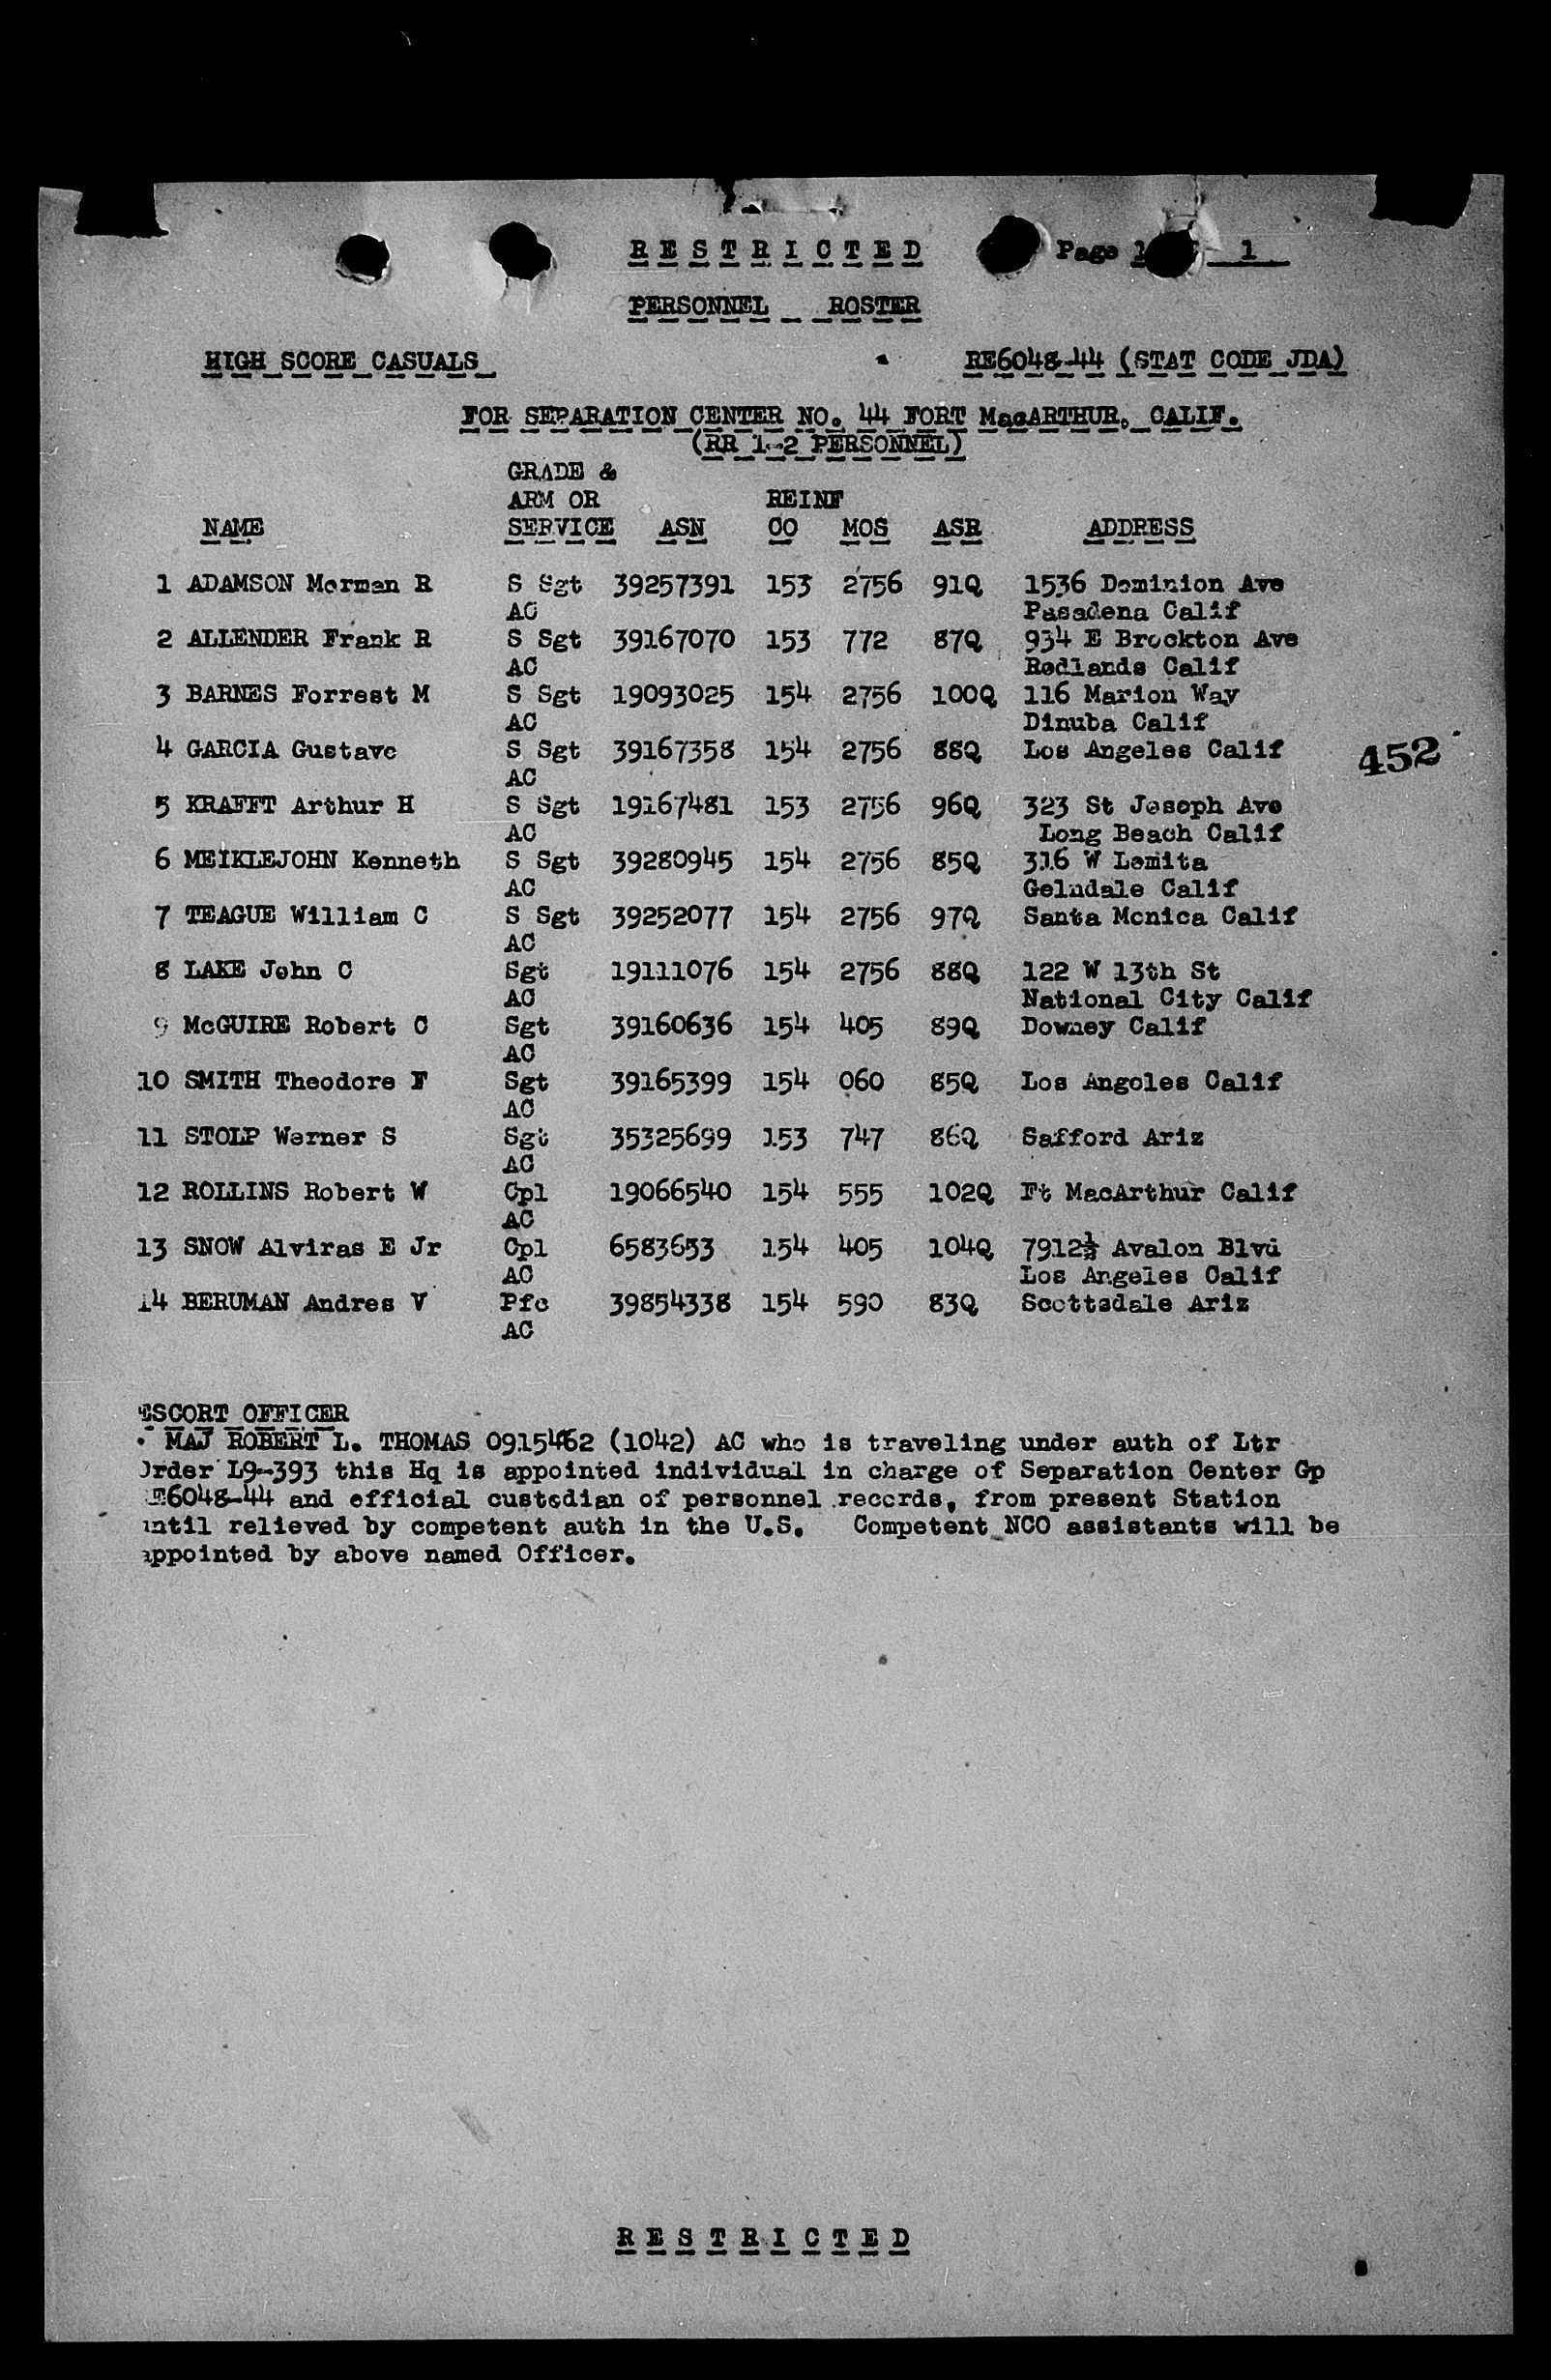 RESTRICTED Page 1 1
PERSONNEL ROSTER
HIGH SCORE CASUALS RE6048-44 (STAT CODE JDA)
FOR SEPARATION CENTER NO. 44 FORT MacARTHUR, CALIF.
(RR 1-2 PERSONNEL)
GRADE &
ARM OR REINF
NAME SERVICE ASN CO MOS ASR ADDRESS
1 ADAMSON Morman R S Sgt 39257391 153 2756 91Q 1536 Dominion Ave
AC Pasadena Calif
2 ALLENDER Frank R S Sgt 39167070 153 772 87Q 934 E Brockton Ave
AC Redlands Calif
3 BARNES Forrest M S Sgt 19093025 154 2756 100Q 116 Marion Way
AC Dinuba Calif
4 GARCIA Gustavo S Sgt 39167358 154 2756 88Q Los Angeles Calif
AC
452
5 KRAFFT Arthur H S Sgt 19167481 153 2756 96Q 323 St Joseph Ave
AC Long Beach Calif
6 MEIKLEJOHN Kenneth S Sgt 39280945 154 2756 85Q 316 W Lomita
AC Gelndale Calif
7 TEAGUE William C S Sgt 39252077 154 2756 97Q Santa Monica Calif
AC
8 LAKE John C Sgt 19111076 154 2756 88Q 122 W 13th St
AC National City Calif
9 McGUIRE Robert C Sgt 39160636 154 405 89Q Downey Calif
AC
10 SMITH Theodore F Sgt 39165399 154 060 85Q Los Angeles Calif
AC
11 STOLP Werner S Sgt 35325699 153 747 86Q Safford Ariz
AC
12 ROLLINS Robert W Cpl 19066540 154 555 102Q Ft MacArthur Calif
AC
13 SNOW Alviras E Jr Cpl 6583653 154 405 104Q 7912½ Avalon Blvd
AC Los Angeles Calif
14 BERUMAN Andres V Pfc 39854338 154 590 83Q Scottsdale Ariz
AC
ESCORT OFFICER
. MAJ ROBERT L. THOMAS 0915462 (1042) AC who is traveling under auth of Ltr
Order L9-393 this Hq is appointed individual in charge of Separation Center Gp
E6048-44 and official custodian of personnel records, from present Station
until relieved by competent auth in the U.S. Competent NCO assistants will be
appointed by above named Officer.
RESTRICTED